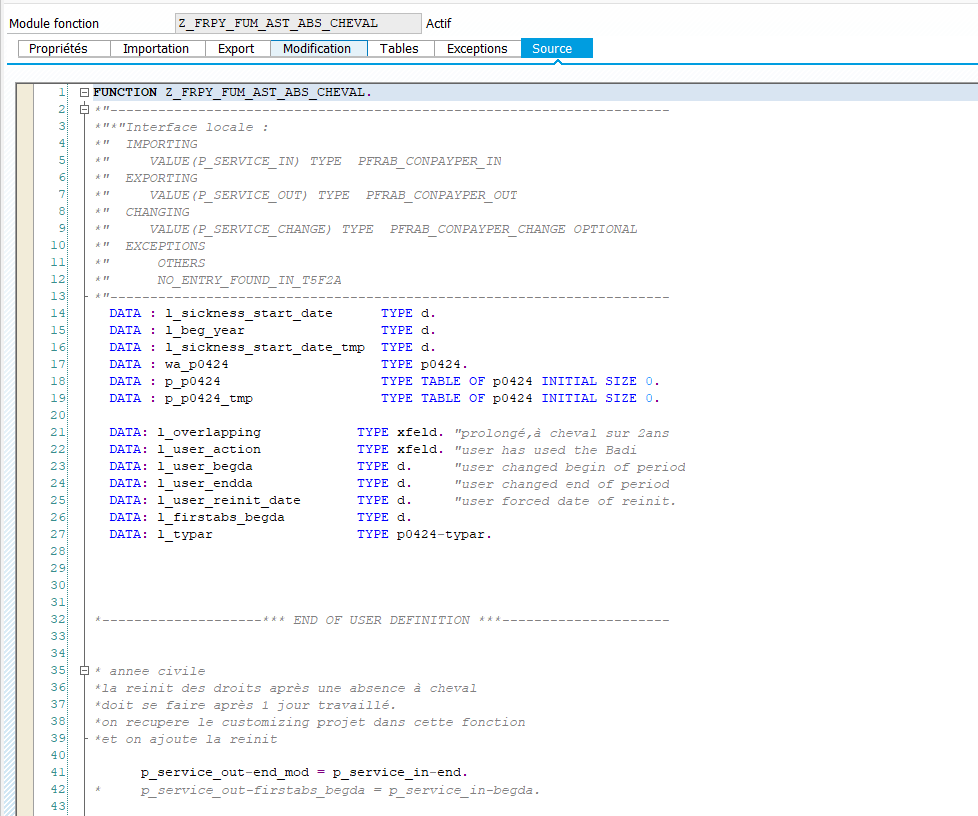 Module fonction Z_FRPY_FUM_AST_ABS_CHEVAL Actif
Propriétés Importation Export Modification Tables Exceptions Source
1 FUNCTION Z_FRPY_FUM_AST_ABS_CHEVAL.
2 *"----------------------------------------------------------------------
3 *"*"Interface locale :
4 *"  IMPORTING
5 *"     VALUE(P_SERVICE_IN) TYPE  PFRAB_CONPAYPER_IN
6 *"  EXPORTING
7 *"     VALUE(P_SERVICE_OUT) TYPE  PFRAB_CONPAYPER_OUT
8 *"  CHANGING
9 *"     VALUE(P_SERVICE_CHANGE) TYPE  PFRAB_CONPAYPER_CHANGE OPTIONAL
10 *"  EXCEPTIONS
11 *"      OTHERS
12 *"      NO_ENTRY_FOUND_IN_T5F2A
13 *"----------------------------------------------------------------------
14 DATA : l_sickness_start_date      TYPE d.
15 DATA : l_beg_year                 TYPE d.
16 DATA : l_sickness_start_date_tmp  TYPE d.
17 DATA : wa_p0424                   TYPE p0424.
18 DATA : p_p0424                    TYPE TABLE OF p0424 INITIAL SIZE 0.
19 DATA : p_p0424_tmp                TYPE TABLE OF p0424 INITIAL SIZE 0.
20
21 DATA: l_overlapping            TYPE xfeld. "prolongé,à cheval sur 2ans
22 DATA: l_user_action            TYPE xfeld. "user has used the Badi
23 DATA: l_user_begda             TYPE d.     "user changed begin of period
24 DATA: l_user_endda             TYPE d.     "user changed end of period
25 DATA: l_user_reinit_date       TYPE d.     "user forced date of reinit.
26 DATA: l_firstabs_begda         TYPE d.
27 DATA: l_typar                  TYPE p0424-typar.
28
29
30
31
32 *--------------------*** END OF USER DEFINITION ***---------------------
33
34
35 * annee civile
36 *la reinit des droits après une absence à cheval
37 *doit se faire après 1 jour travaillé.
38 *on recupere le customizing projet dans cette fonction
39 *et on ajoute la reinit
40
41 p_service_out-end_mod = p_service_in-end.
42 *     p_service_out-firstabs_begda = p_service_in-begda.
43